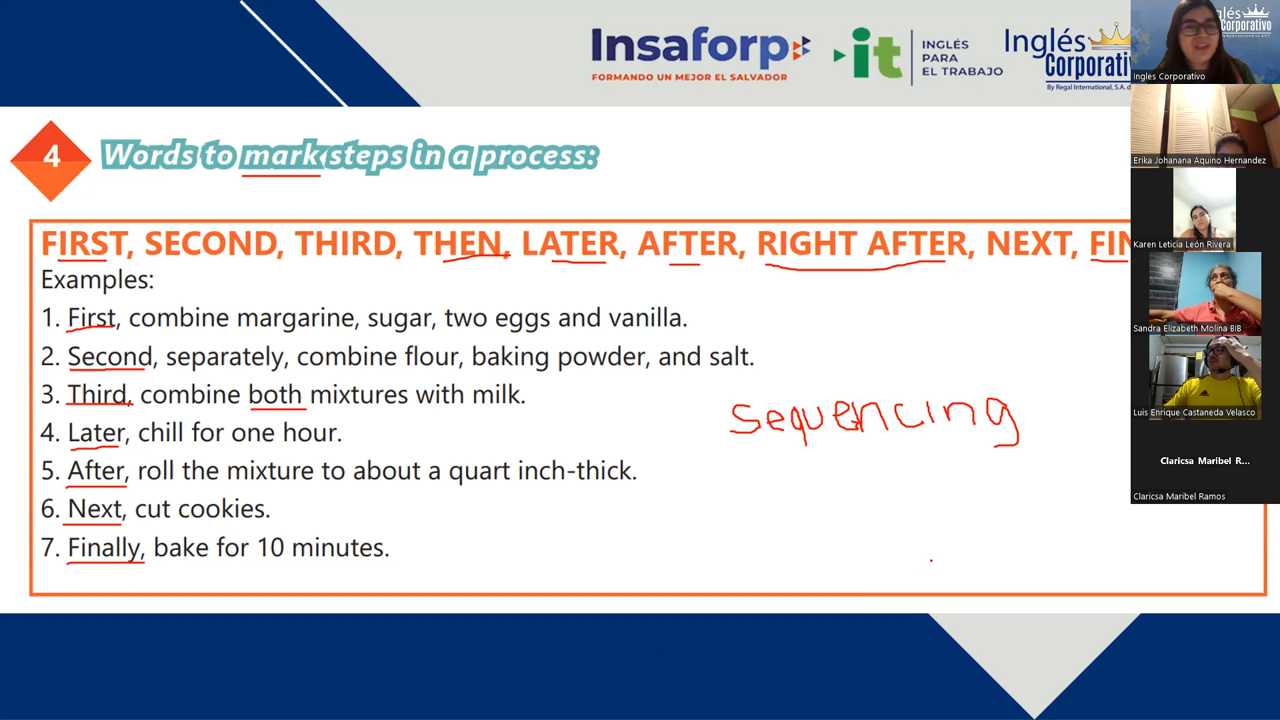 Insaforp
FORMANDO UN MEJOR EL SALVADOR
it
INGLÉS
PARA
EL TRABAJO
Inglés
Corporativ
By Regal International, S.A. d
nglés
Corporativo
Ingles Corporativo
4
Words to mark steps in a process:
Erika Johanana Aquino Hernandez
FIRST, SECOND, THIRD, THEN, LATER, AFTER, RIGHT AFTER, NEXT, FIN
Karen Leticia León Rivera
Examples:
1. First, combine margarine, sugar, two eggs and vanilla.
2. Second, separately, combine flour, baking powder, and salt.
3. Third, combine both mixtures with milk.
4. Later, chill for one hour.
5. After, roll the mixture to about a quart inch-thick.
6. Next, cut cookies.
7. Finally, bake for 10 minutes.
sequencing
Sandra Elizabeth Molina BIB
Luis Enrique Castaneda Velasco
Claricsa Maribel R...
Claricsa Maribel Ramos